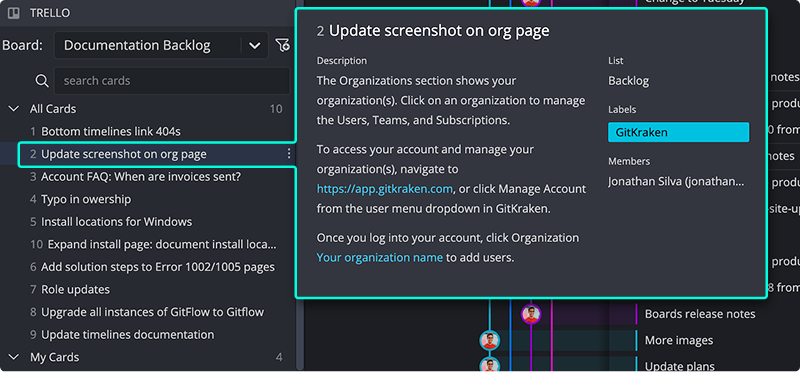 TRELLO
Board: Documentation Backlog
search cards
All Cards 10
1 Bottom timelines link 404s
2 Update screenshot on org page
3 Account FAQ: When are invoices sent?
4 Typo in owership
5 Install locations for Windows
10 Expand install page: document install loca...
6 Add solution steps to Error 1002/1005 pages
7 Role updates
8 Upgrade all instances of GitFlow to Gitflow
9 Update timelines documentation
My Cards 4
2 Update screenshot on org page
Description
The Organizations section shows your
organization(s). Click on an organization to manage
the Users, Teams, and Subscriptions.
To access your account and manage your
organization(s), navigate to
https://app.gitkraken.com, or click Manage Account
from the user menu dropdown in GitKraken.
Once you log into your account, click Organization
Your organization name to add users.
List
Backlog
Labels
GitKraken
Members
Jonathan Silva (jonathan...
Change to Tuesday
notes
produ
0 from
notes
site-up
produ
.8 from
Boards release notes
More images
Update plans